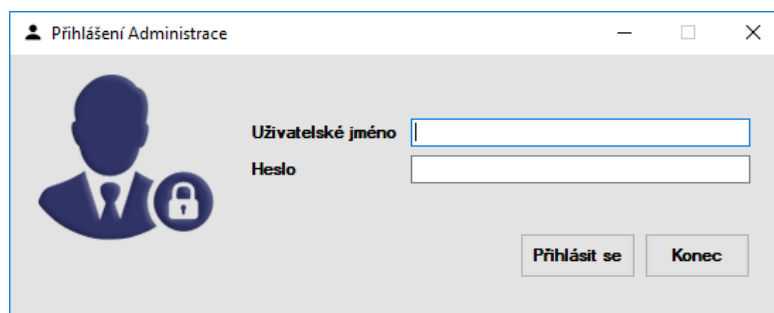 Přihlášení Administrace
Uživatelské jméno
Heslo
Přihlásit se Konec